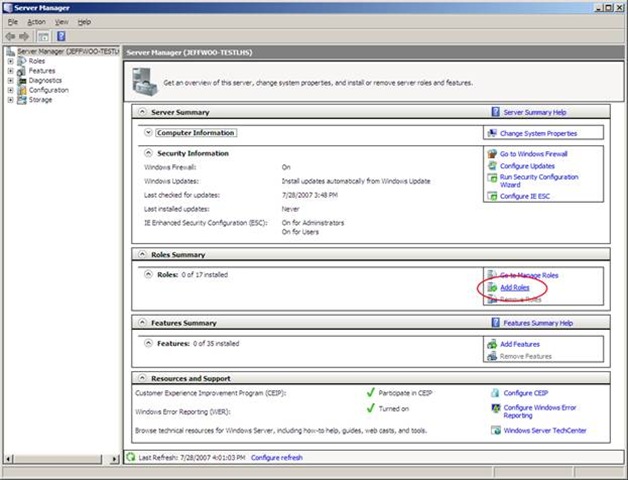 Server Manager
File Action View Help
Server Manager (JEFFWOO-TESTLHS)
Roles
Features
Diagnostics
Configuration
Storage
Server Manager (JEFFWOO-TESTLHS)
Get an overview of this server, change system properties, and install or remove server roles and features.
Server Summary
Server Summary Help
Computer Information
Change System Properties
Security Information
Windows Firewall: On
Windows Updates: Install updates automatically from Windows Update
Last checked for updates: 7/28/2007 3:48 PM
Last installed updates: Never
IE Enhanced Security Configuration (ESC): On for Administrators
On for Users
Go to Windows Firewall
Configure Updates
Run Security Configuration
Wizard
Configure IE ESC
Roles Summary
Roles: 0 of 17 installed
Go to Manage Roles
Add Roles
Remove Roles
Features Summary
Features Summary Help
Features: 0 of 35 installed
Add Features
Remove Features
Resources and Support
Customer Experience Improvement Program (CEIP): Participate in CEIP
Configure CEIP
Windows Error Reporting (WER): Turned on
Configure Windows Error
Reporting
Browse technical resources for Windows Server, including how-to help, guides, web casts, and tools.
Windows Server TechCenter
Last Refresh: 7/28/2007 4:01:03 PM Configure refresh